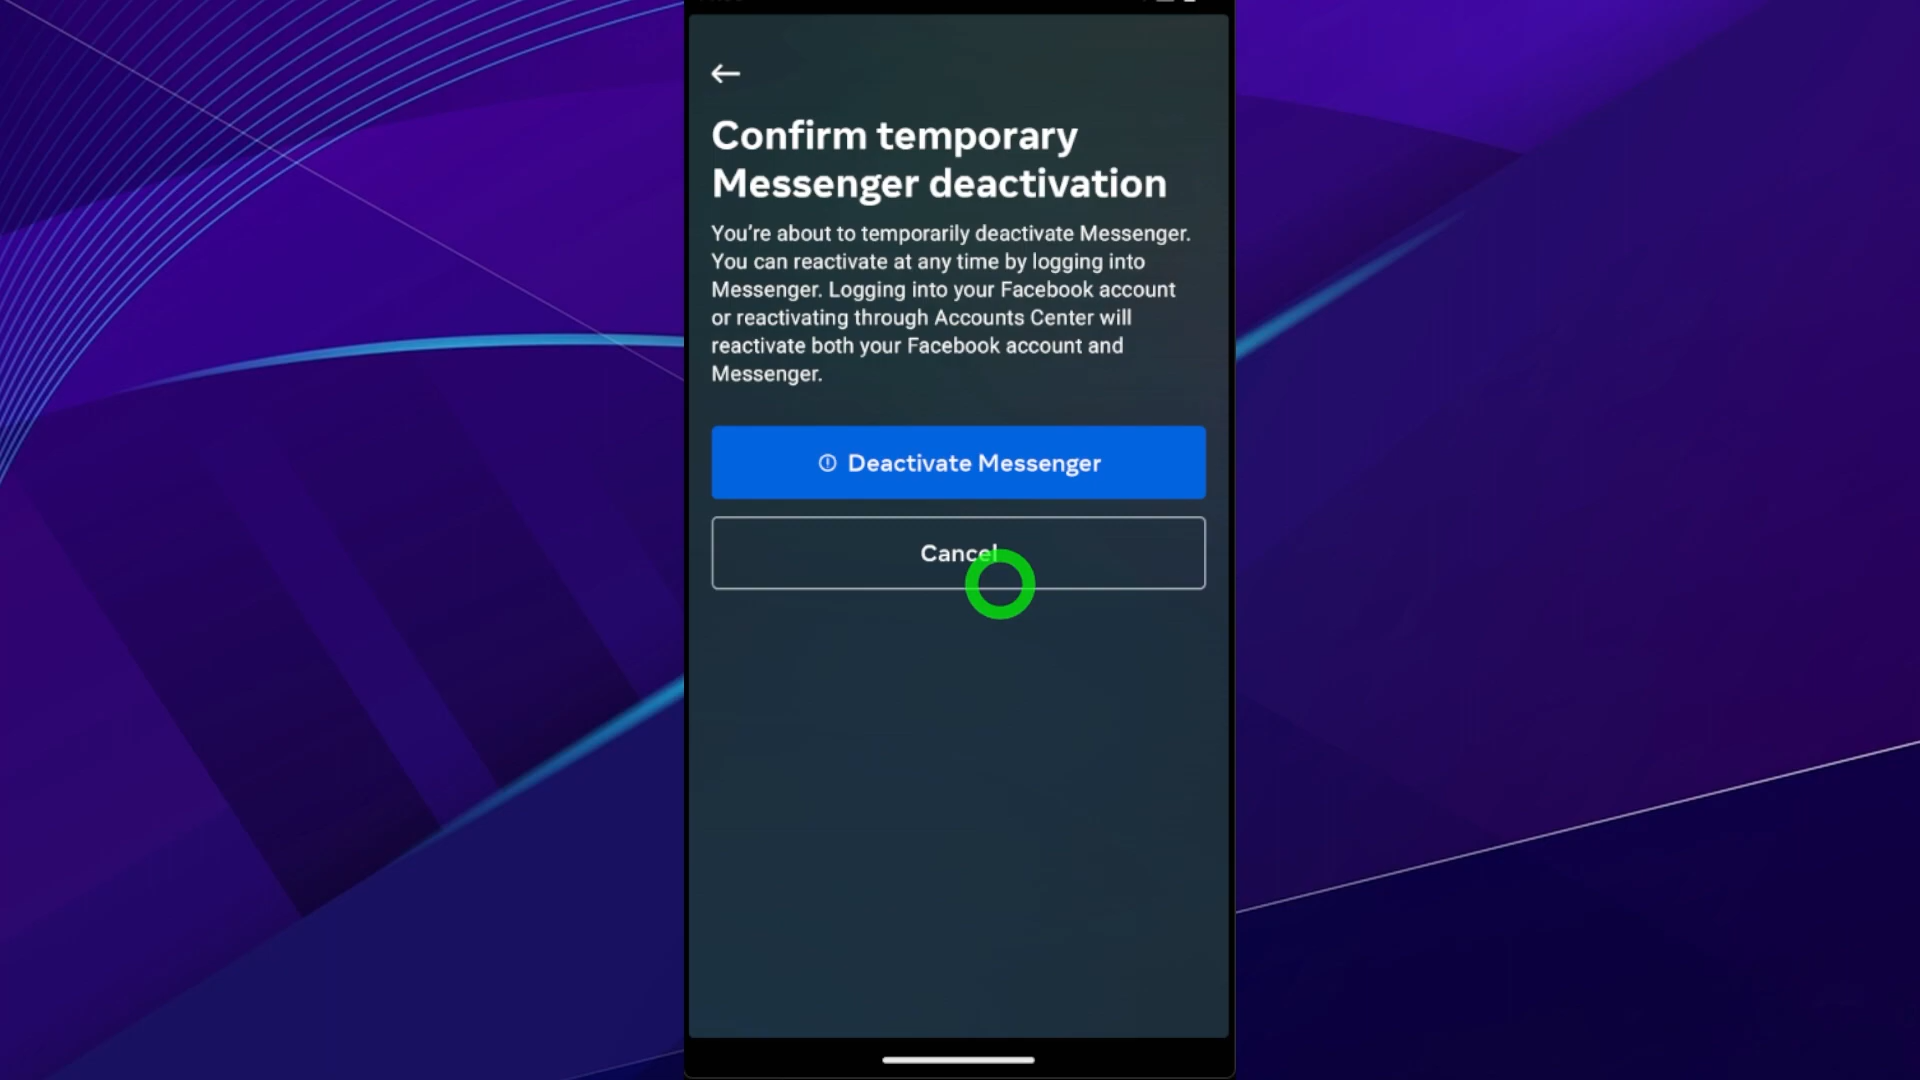 Confirm temporary
Messenger deactivation
You’re about to temporarily deactivate Messenger.
You can reactivate at any time by logging into
Messenger. Logging into your Facebook account
or reactivating through Accounts Center will
reactivate both your Facebook account and
Messenger.
Deactivate Messenger
Cancel